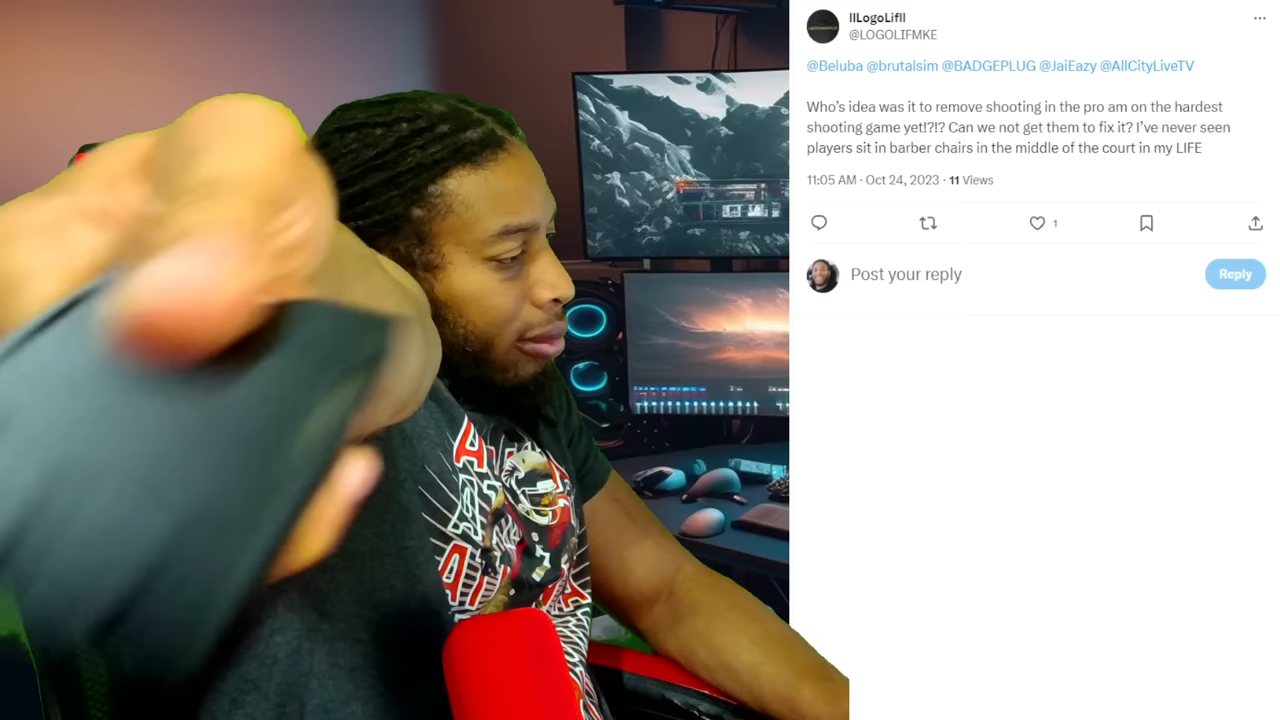 IILogoLifII
@LOGOLIFMKE
@Beluba @brutalsim @BADGEPLUG @JaiEazy @AllCityLiveTV
Who’s idea was it to remove shooting in the pro am on the hardest
shooting game yet!?!? Can we not get them to fix it? I’ve never seen
players sit in barber chairs in the middle of the court in my LIFE
11:05 AM · Oct 24, 2023 · 11 Views
1
Post your reply
Reply